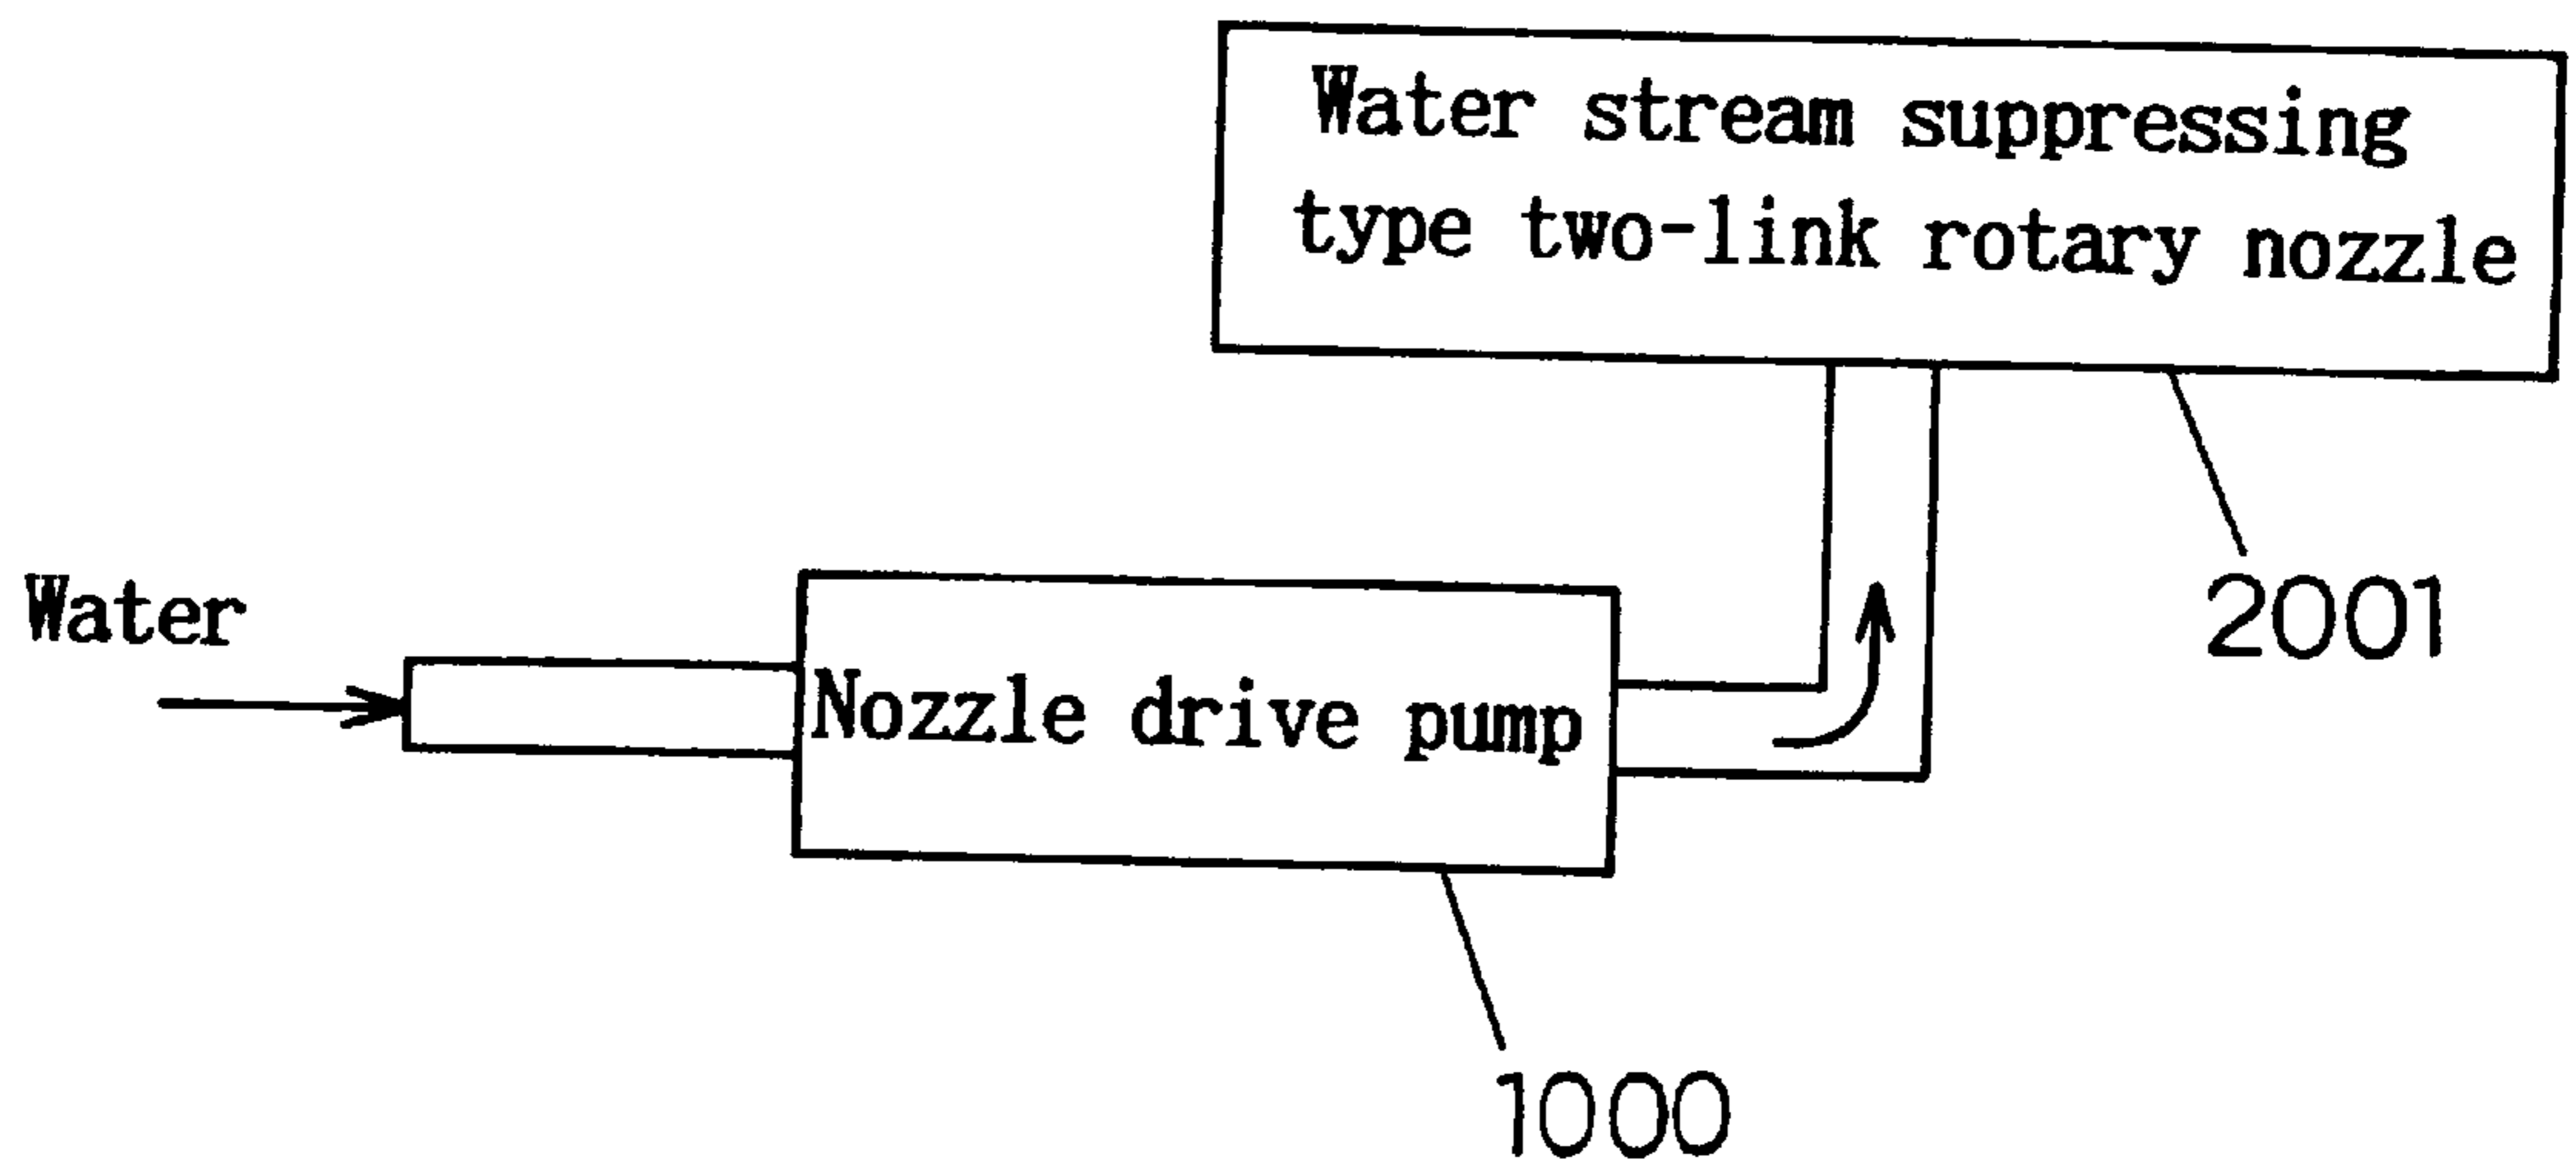 Water stream suppressing
type two-link rotary nozzle
2001
Water
Nozzle drive pump
1000